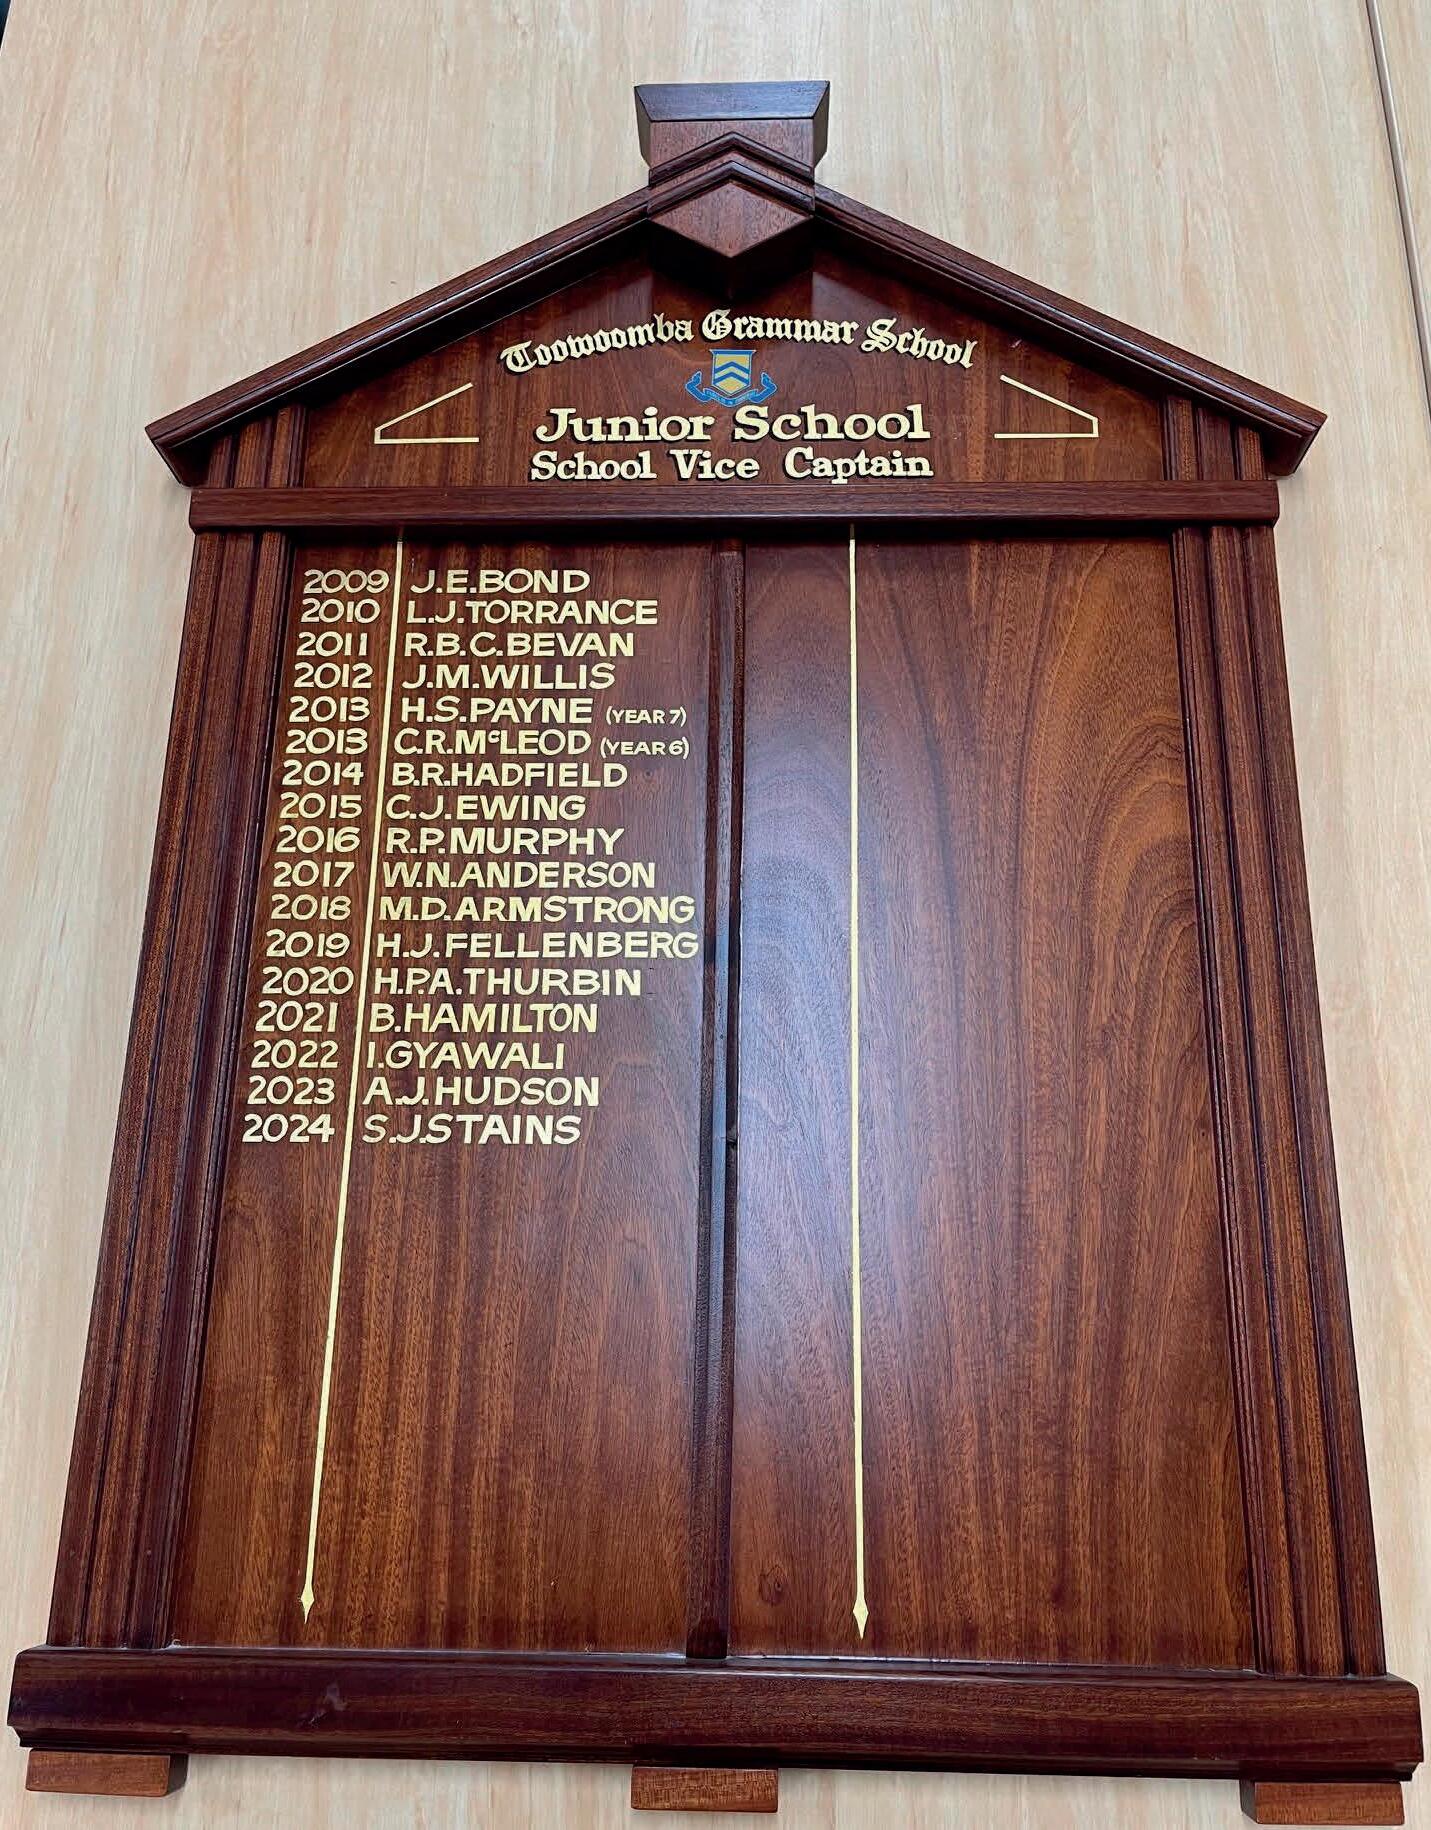 Toowoomba Grammar School
Junior School
School Vice Captain
2009 J.E.BOND
2010 L.J.TORRANCE
2011 R.B.C.BEVAN
2012 J.M.WILLIS
2013 H.S.PAYNE (YEAR 7)
2013 C.R.McLEOD (YEAR 6)
2014 B.R.HADFIELD
2015 C.J.EWING
2016 R.P.MURPHY
2017 W.N.ANDERSON
2018 M.D.ARMSTRONG
2019 H.J.FELLENBERG
2020 H.P.A.THURBIN
2021 B.HAMILTON
2022 I.GYAWALI
2023 A.J.HUDSON
2024 S.J.STAINS